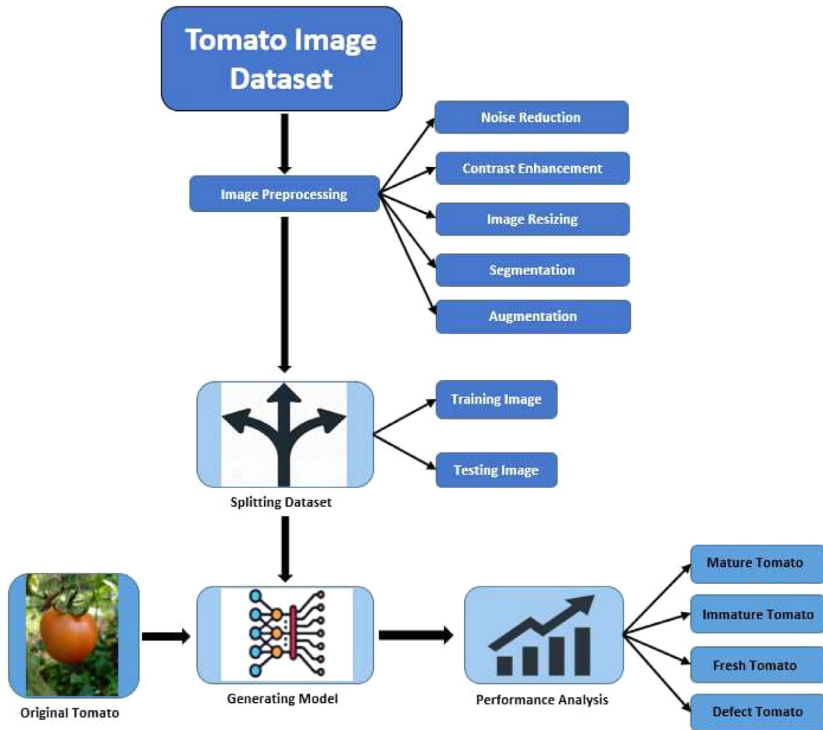 Tomato Image
Dataset
Noise Reduction
Contrast Enhancement
Image Preprocessing
Image Resizing
Segmentation
Augmentation
Training Image
Testing Image
Splitting Dataset
Mature Tomato
Immature Tomato
Fresh Tomato
Defect Tomato
Original Tomato
Generating Model
Performance Analysis